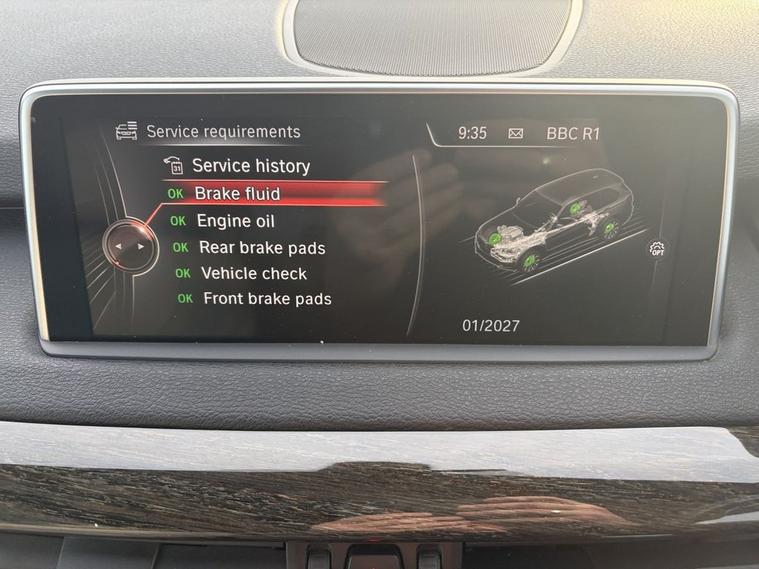 Service requirements
9:35 BBC R1
31 Service history
OK Brake fluid
OK Engine oil
OK Rear brake pads
OK Vehicle check
OK Front brake pads
OPT
01/2027